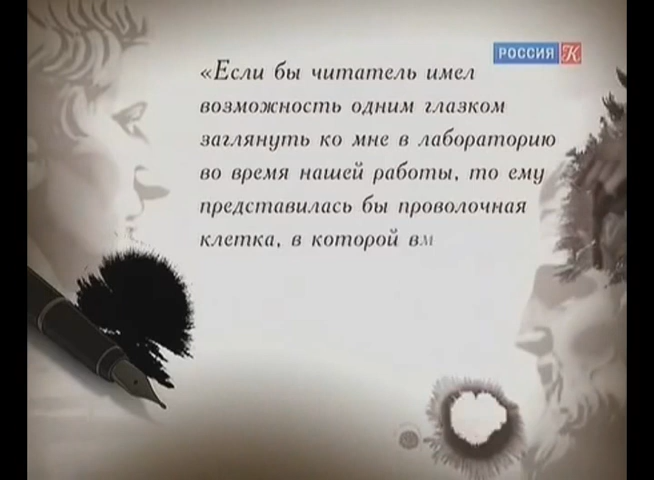 РОССИЯ К
«Если бы читатель имел
возможность одним глазком
заглянуть ко мне в лабораторию
во время нашей работы, то ему
представилась бы проволочная
клетка, в которой вм